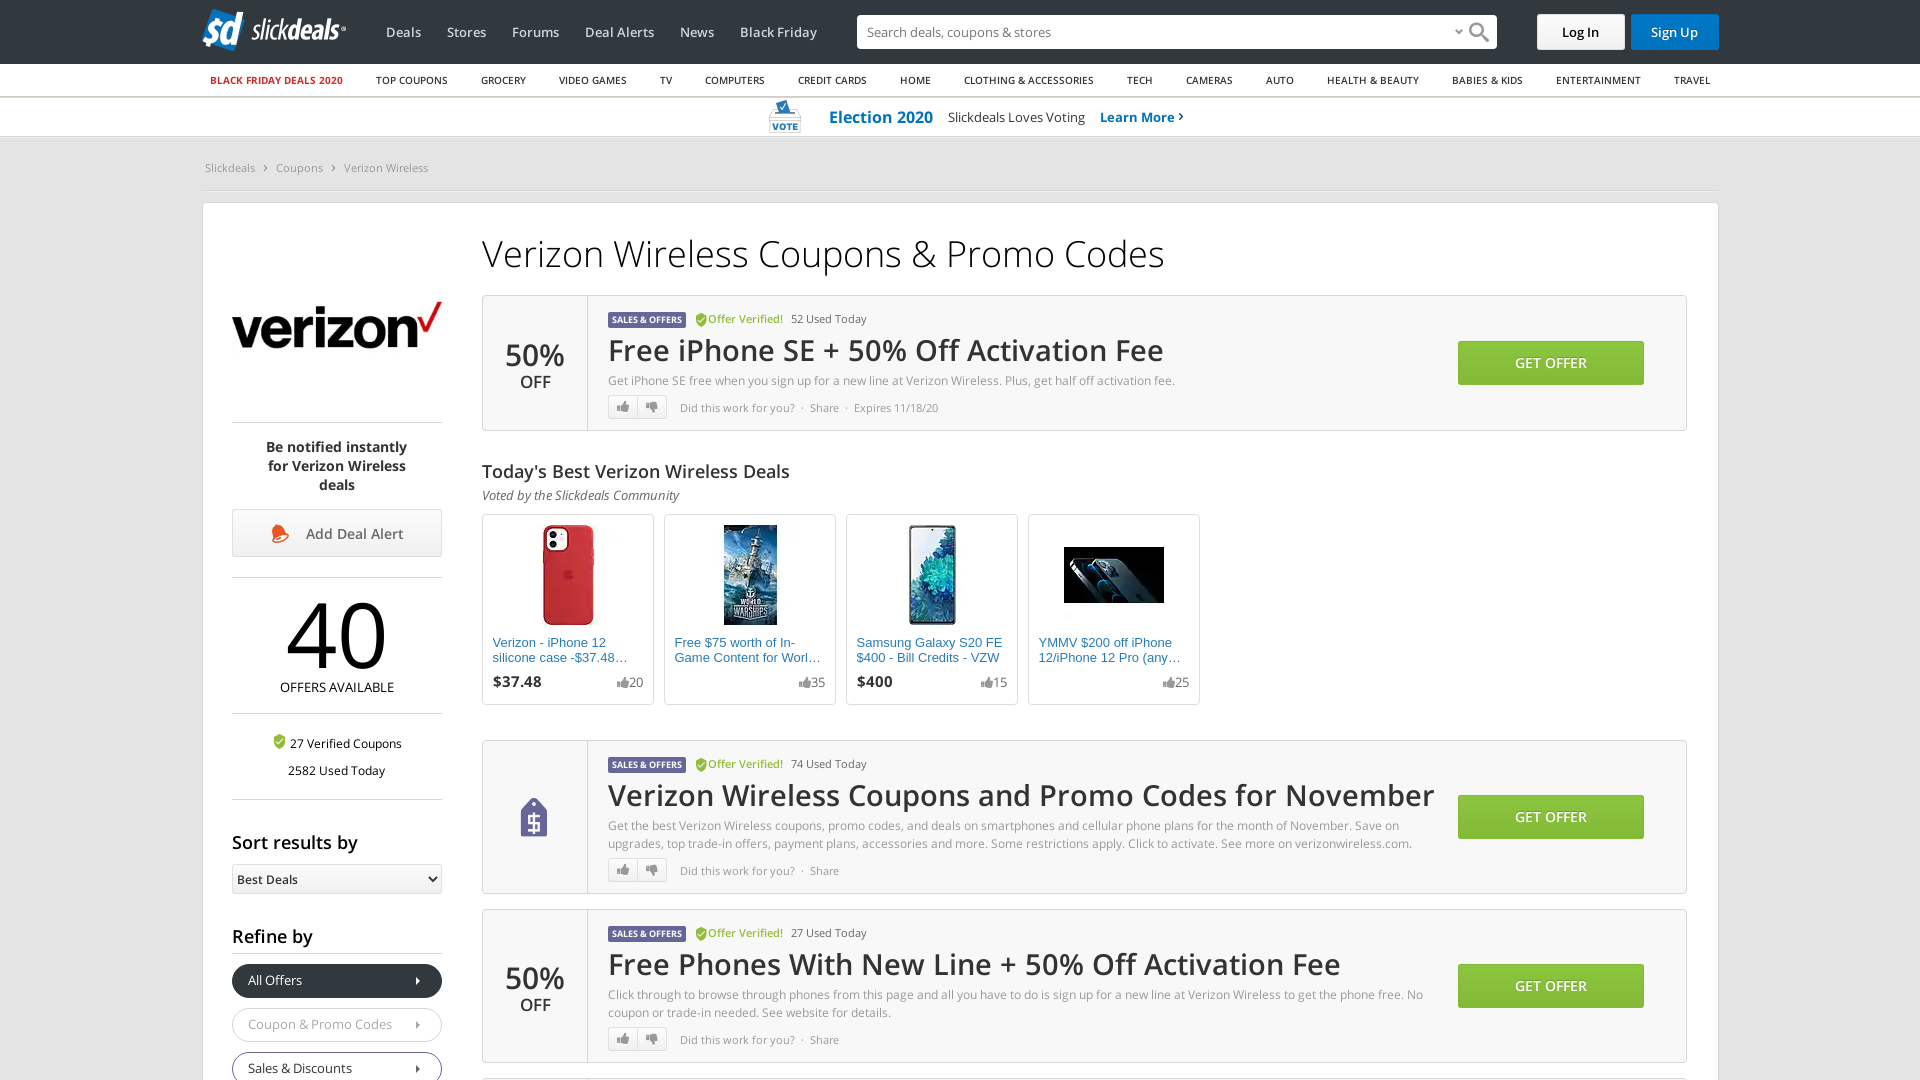 sd slickdeals
Deals
Stores
Forums
Deal Alerts
News
Black Friday
Search deals, coupons & stores
Log In
Sign Up
BLACK FRIDAY DEALS 2020
TOP COUPONS
GROCERY
VIDEO GAMES
TV
COMPUTERS
CREDIT CARDS
HOME
CLOTHING & ACCESSORIES
TECH
CAMERAS
AUTO
HEALTH & BEAUTY
BABIES & KIDS
ENTERTAINMENT
TRAVEL
VOTE
Election 2020 Slickdeals Loves Voting Learn More
Slickdeals
Coupons
Verizon Wireless
verizon
Be notified instantly
for Verizon Wireless
deals
Add Deal Alert
40
OFFERS AVAILABLE
27 Verified Coupons
2582 Used Today
Sort results by
Best Deals
Refine by
All Offers
Coupon & Promo Codes
Sales & Discounts
Verizon Wireless Coupons & Promo Codes
50%
OFF
SALES & OFFERS Offer Verified! 52 Used Today
Free iPhone SE + 50% Off Activation Fee
Get iPhone SE free when you sign up for a new line at Verizon Wireless. Plus, get half off activation fee.
Did this work for you? · Share · Expires 11/18/20
GET OFFER
Today's Best Verizon Wireless Deals
Voted by the Slickdeals Community
Verizon - iPhone 12
silicone case -$37.48…
$37.48
20
WORLD OF
WARSHIPS
Free $75 worth of In-
Game Content for Worl…
35
Samsung Galaxy S20 FE
$400 - Bill Credits - VZW
$400
15
YMMV $200 off iPhone
12/iPhone 12 Pro (any…
25
SALES & OFFERS Offer Verified! 74 Used Today
Verizon Wireless Coupons and Promo Codes for November
Get the best Verizon Wireless coupons, promo codes, and deals on smartphones and cellular phone plans for the month of November. Save on
upgrades, top trade-in offers, payment plans, accessories and more. Some restrictions apply. Click to activate. See more on verizonwireless.com.
Did this work for you? · Share
GET OFFER
50%
OFF
SALES & OFFERS Offer Verified! 27 Used Today
Free Phones With New Line + 50% Off Activation Fee
Click through to browse through phones from this page and all you have to do is sign up for a new line at Verizon Wireless to get the phone free. No
coupon or trade-in needed. See website for details.
Did this work for you? · Share
GET OFFER